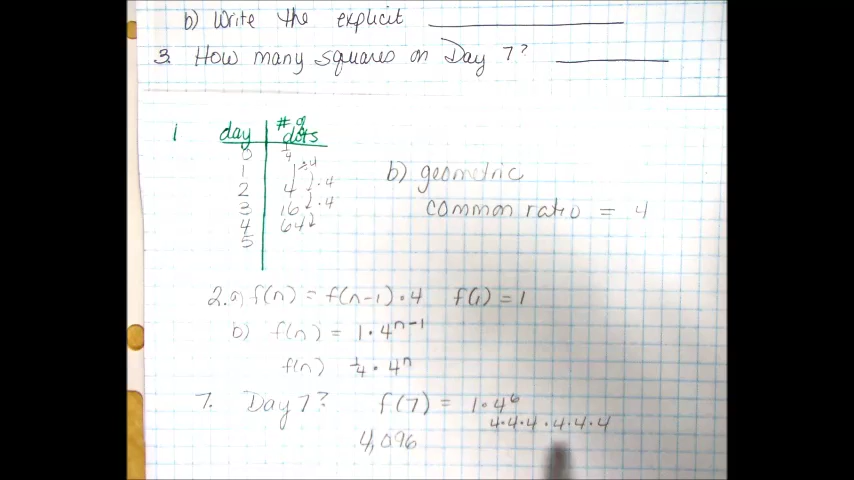 b) Write the explicit
3. How many squares on Day 7?
1 day # of dots
0 1/4
1 1 ·4
2 4 ·4
3 16 ·4
4 64
5
b) geometric
common ratio = 4
2. a) f(n) = f(n-1) · 4 f(1) = 1
b) f(n) = 1 · 4^n-1
f(n) 1/4 · 4^n
7. Day 7? f(7) = 1 · 4^6
4·4·4·4·4·4
4,096